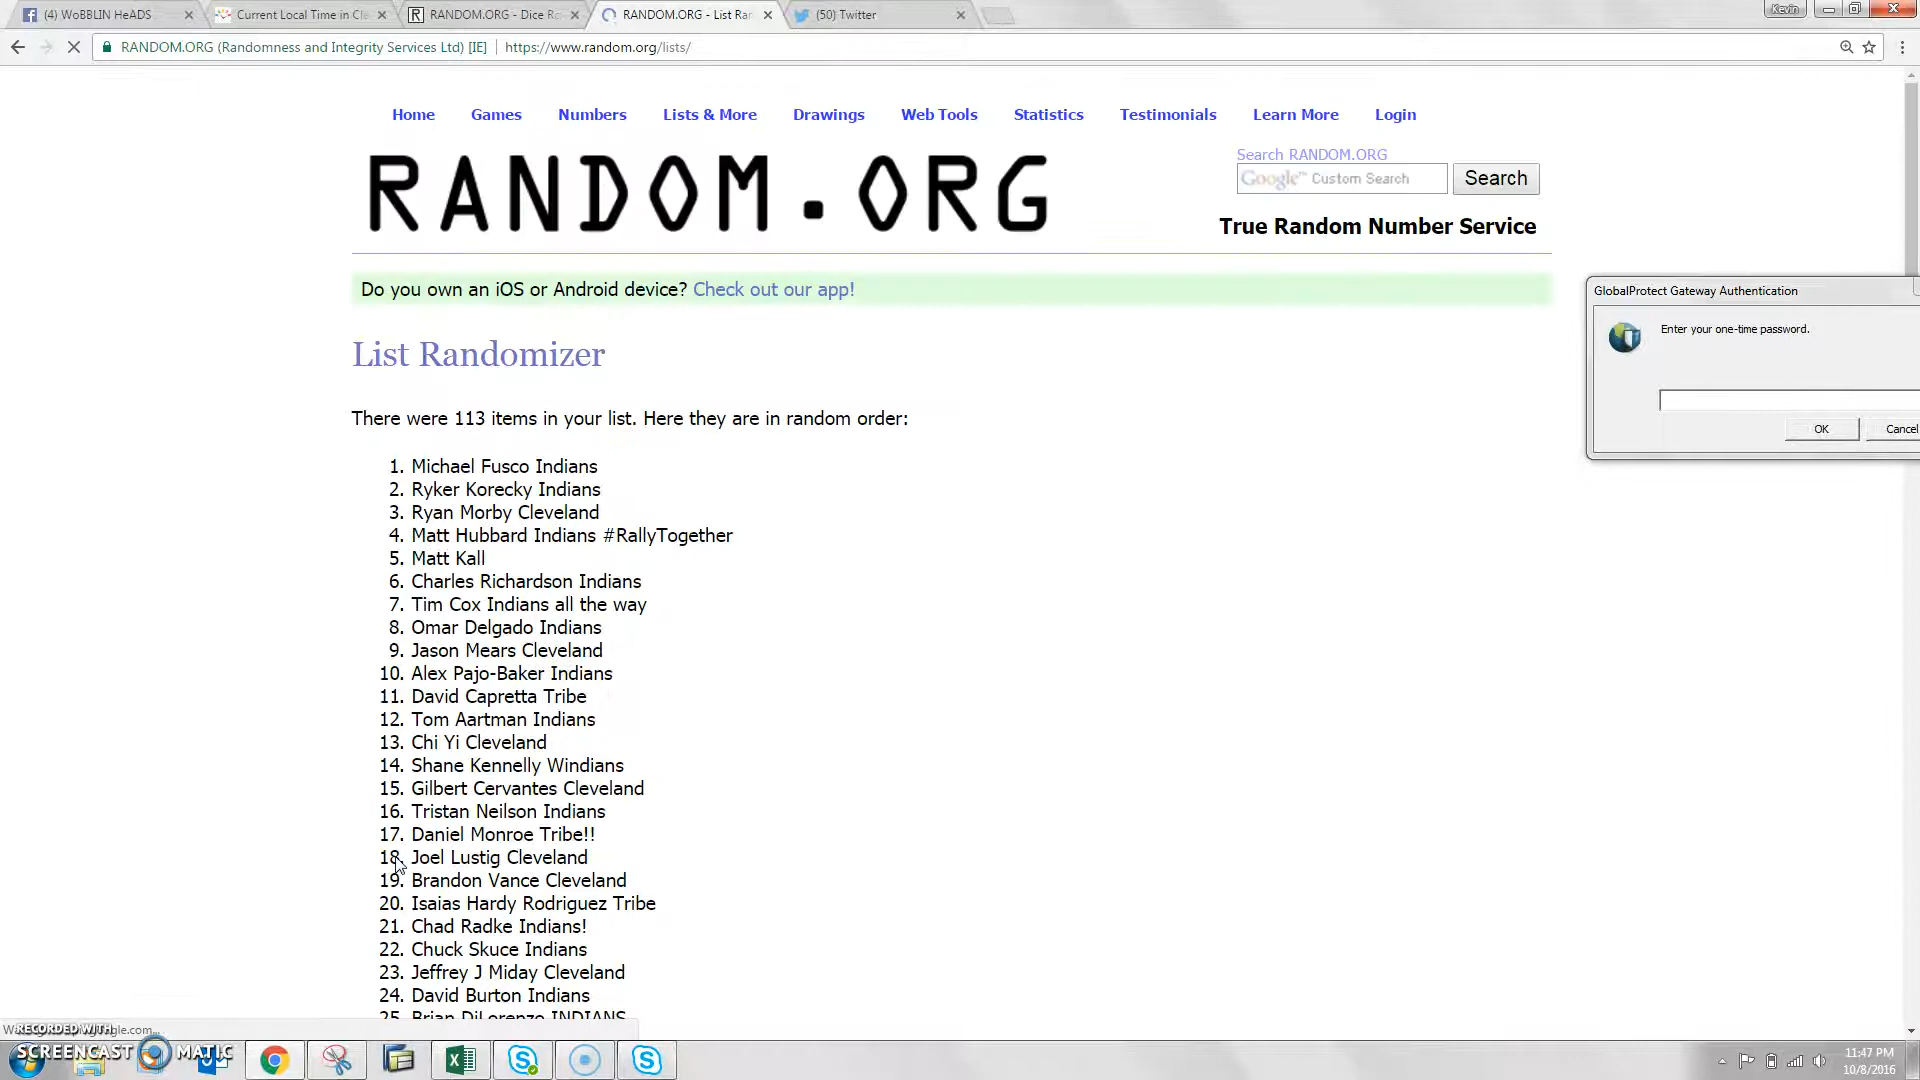 (4) WoBBLIN HeADS
Current Local Time in Cle
RANDOM.ORG - Dice Ro
RANDOM.ORG - List Ran
(50) Twitter
Kevin
RANDOM.ORG (Randomness and Integrity Services Ltd) [IE] https://www.random.org/lists/
Home Games Numbers Lists & More Drawings Web Tools Statistics Testimonials Learn More Login
RANDOM.ORG
Search RANDOM.ORG
Google™ Custom Search Search
True Random Number Service
Do you own an iOS or Android device? Check out our app!
GlobalProtect Gateway Authentication
Enter your one-time password.
OK Cancel
List Randomizer
There were 113 items in your list. Here they are in random order:
1. Michael Fusco Indians
2. Ryker Korecky Indians
3. Ryan Morby Cleveland
4. Matt Hubbard Indians #RallyTogether
5. Matt Kall
6. Charles Richardson Indians
7. Tim Cox Indians all the way
8. Omar Delgado Indians
9. Jason Mears Cleveland
10. Alex Pajo-Baker Indians
11. David Capretta Tribe
12. Tom Aartman Indians
13. Chi Yi Cleveland
14. Shane Kennelly Windians
15. Gilbert Cervantes Cleveland
16. Tristan Neilson Indians
17. Daniel Monroe Tribe!!
18. Joel Lustig Cleveland
19. Brandon Vance Cleveland
20. Isaias Hardy Rodriguez Tribe
21. Chad Radke Indians!
22. Chuck Skuce Indians
23. Jeffrey J Miday Cleveland
24. David Burton Indians
25. Brian DiLorenzo INDIANS
RECORDED WITH
SCREENCAST MATIC
11:47 PM
10/8/2016